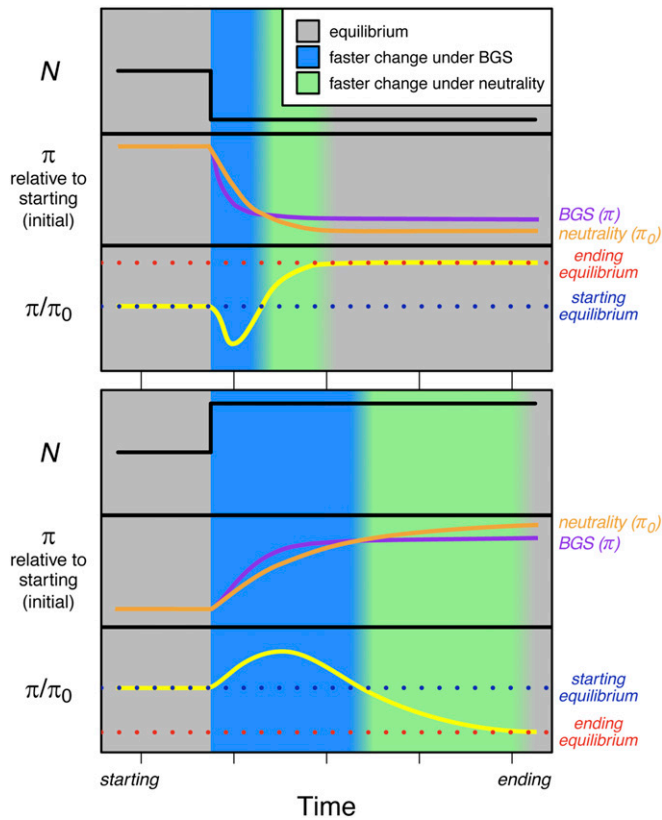 equilibrium
faster change under BGS
faster change under neutrality
N
π
relative to
starting
(initial)
BGS (π)
neutrality (π₀)
π/π₀
ending
equilibrium
starting
equilibrium
N
π
relative to
starting
(initial)
neutrality (π₀)
BGS (π)
π/π₀
starting
equilibrium
ending
equilibrium
starting
ending
Time